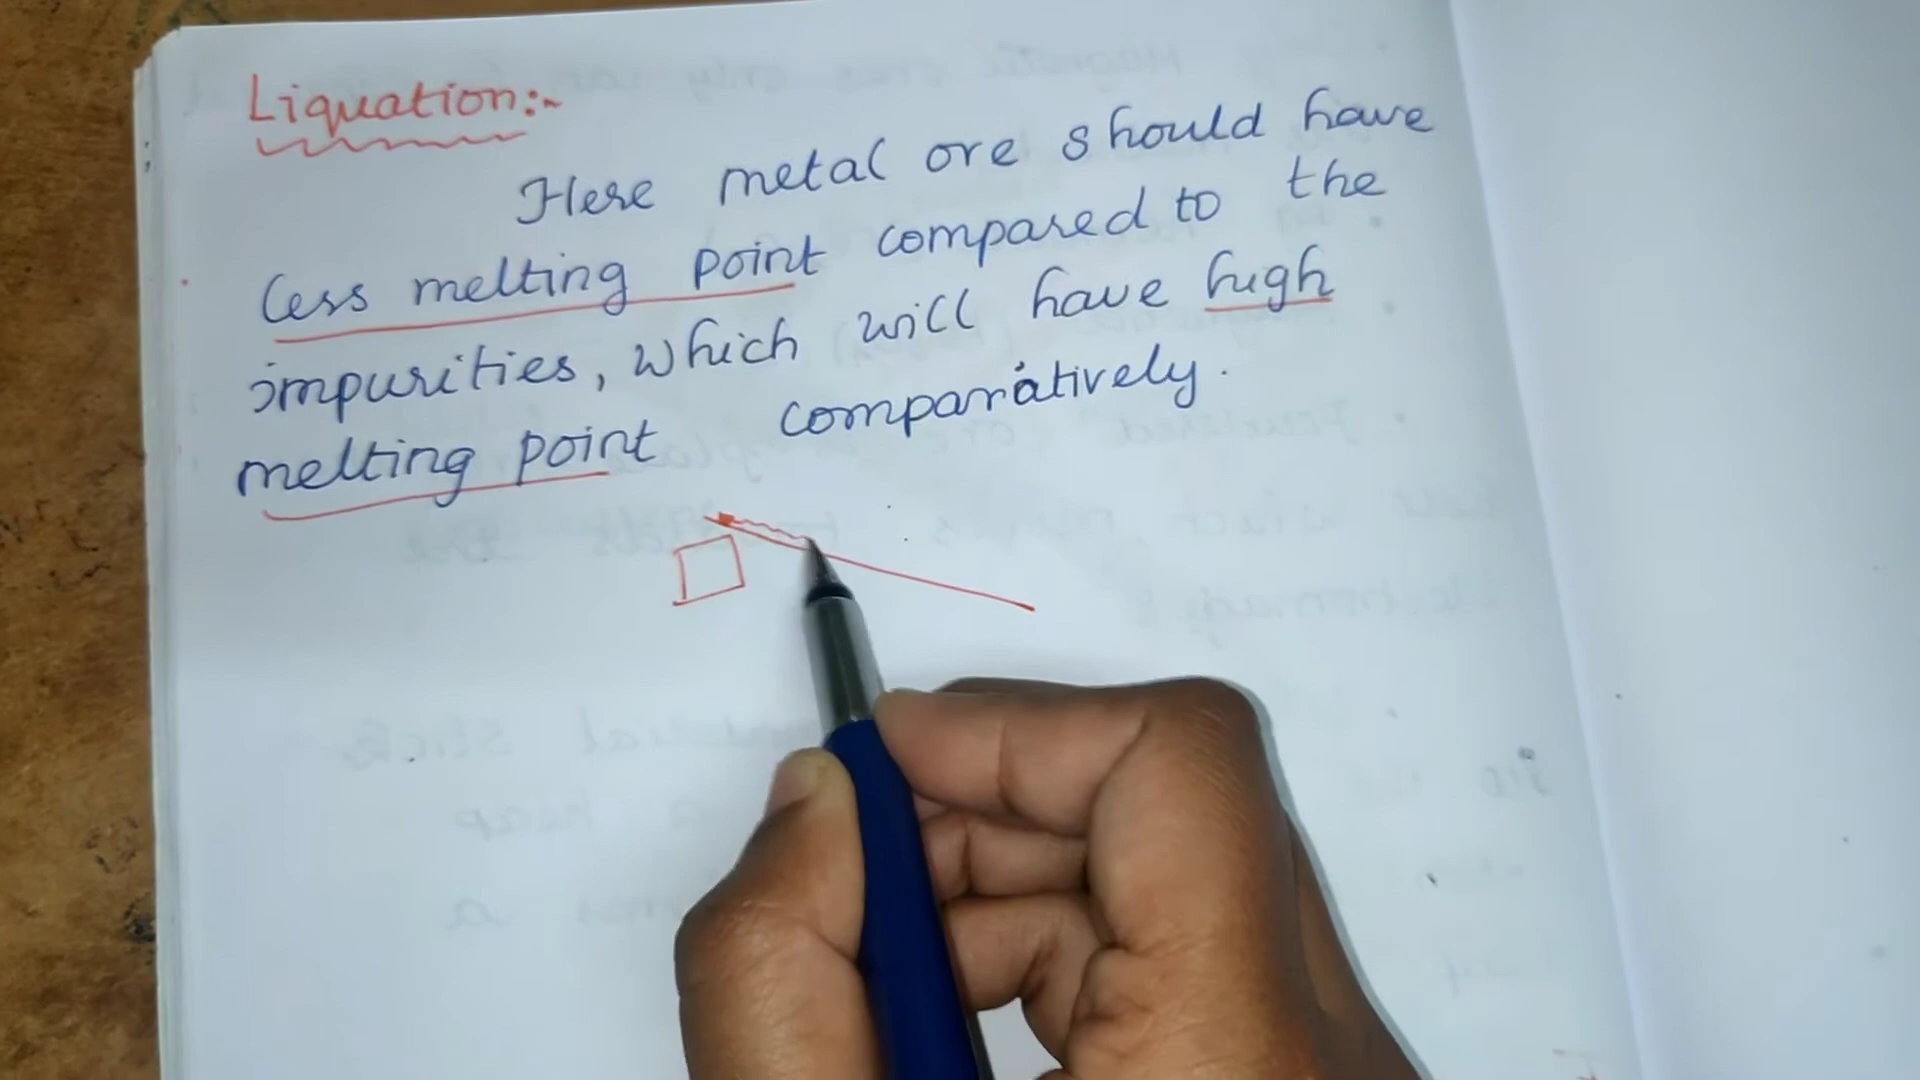 Liquation:-
Here metal ore should have
less melting point compared to the
impurities, which will have high
melting point comparatively.